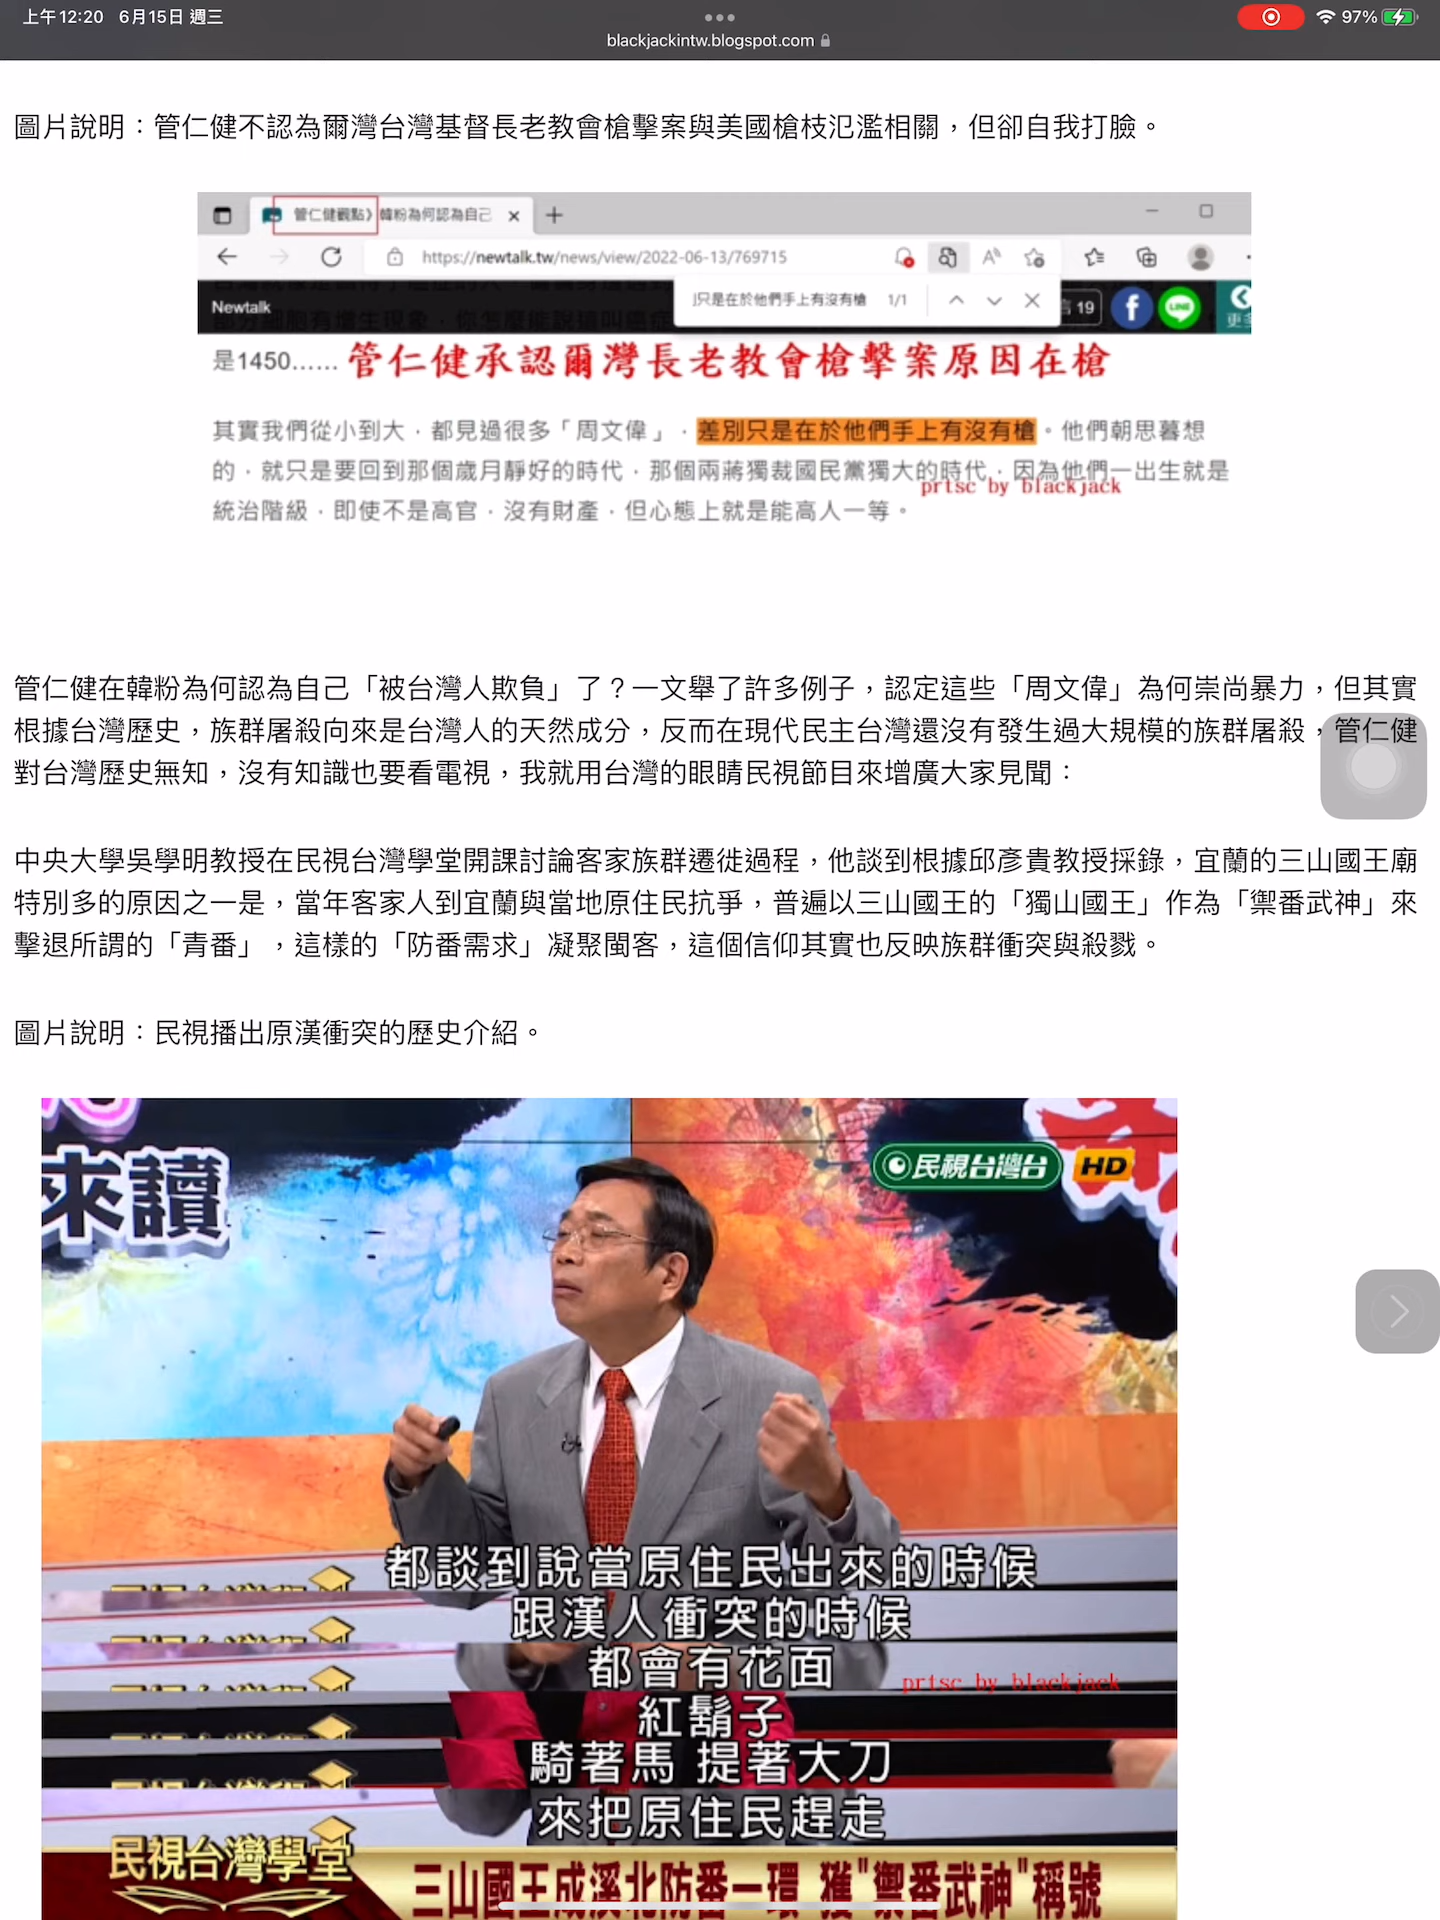 上午12:20 6月15日 週三
97%
blackjackintw.blogspot.com
圖片說明：管仁健不認為爾灣台灣基督長老教會槍擊案與美國槍枝氾濫相關，但卻自我打臉。
管仁健觀點》韓粉為何認為自己
https://newtalk.tw/news/view/2022-06-13/769715
只是在於他們手上有沒有槍 1/1
Newtalk
19
是1450……
管仁健承認爾灣長老教會槍擊案原因在槍
其實我們從小到大，都見過很多「周文偉」，差別只是在於他們手上有沒有槍。他們朝思暮想
的，就只是要回到那個歲月靜好的時代，那個兩蔣獨裁國民黨獨大的時代，因為他們一出生就是
prtsc by blackjack
統治階級，即使不是高官，沒有財產，但心態上就是能高人一等。
管仁健在韓粉為何認為自己「被台灣人欺負」了？一文舉了許多例子，認定這些「周文偉」為何崇尚暴力，但其實
根據台灣歷史，族群屠殺向來是台灣人的天然成分，反而在現代民主台灣還沒有發生過大規模的族群屠殺，管仁健
對台灣歷史無知，沒有知識也要看電視，我就用台灣的眼睛民視節目來增廣大家見聞：
中央大學吳學明教授在民視台灣學堂開課討論客家族群遷徙過程，他談到根據邱彥貴教授採錄，宜蘭的三山國王廟
特別多的原因之一是，當年客家人到宜蘭與當地原住民抗爭，普遍以三山國王的「獨山國王」作為「禦番武神」來
擊退所謂的「青番」，這樣的「防番需求」凝聚閩客，這個信仰其實也反映族群衝突與殺戮。
圖片說明：民視播出原漢衝突的歷史介紹。
來讀
民視台灣台 HD
都談到說當原住民出來的時候
跟漢人衝突的時候
都會有花面
prtsc by blackjack
紅鬍子
騎著馬 提著大刀
來把原住民趕走
民視台灣學堂
三山國王成溪北防番一環 獲"禦番武神"稱號